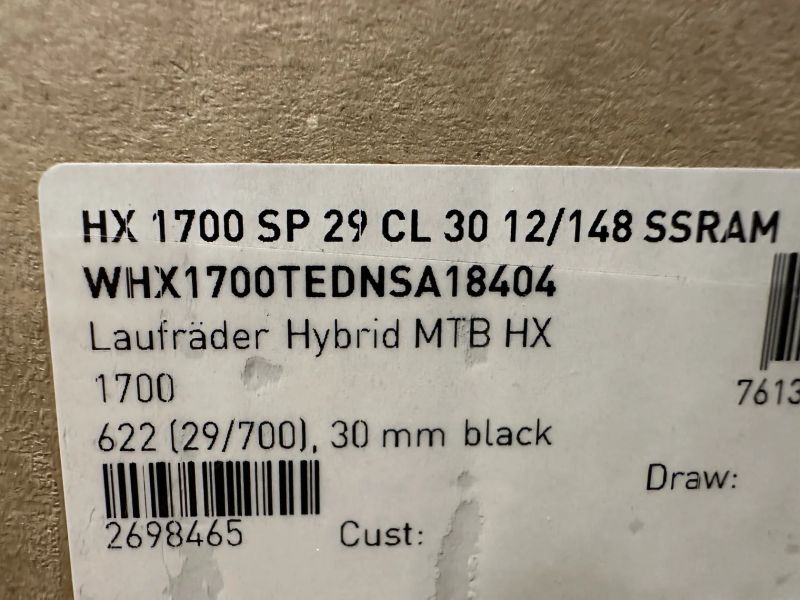 HX 1700 SP 29 CL 30 12/148 SSRAM
WHX1700TEDNSA18404
Laufräder Hybrid MTB HX
1700
7613
622 (29/700), 30 mm black
Draw:
2698465
Cust: